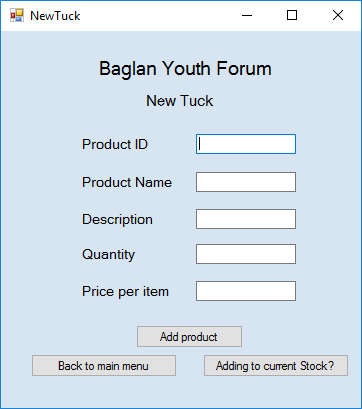 NewTuck
Baglan Youth Forum
New Tuck
Product ID
Product Name
Description
Quantity
Price per item
Add product
Back to main menu
Adding to current Stock?